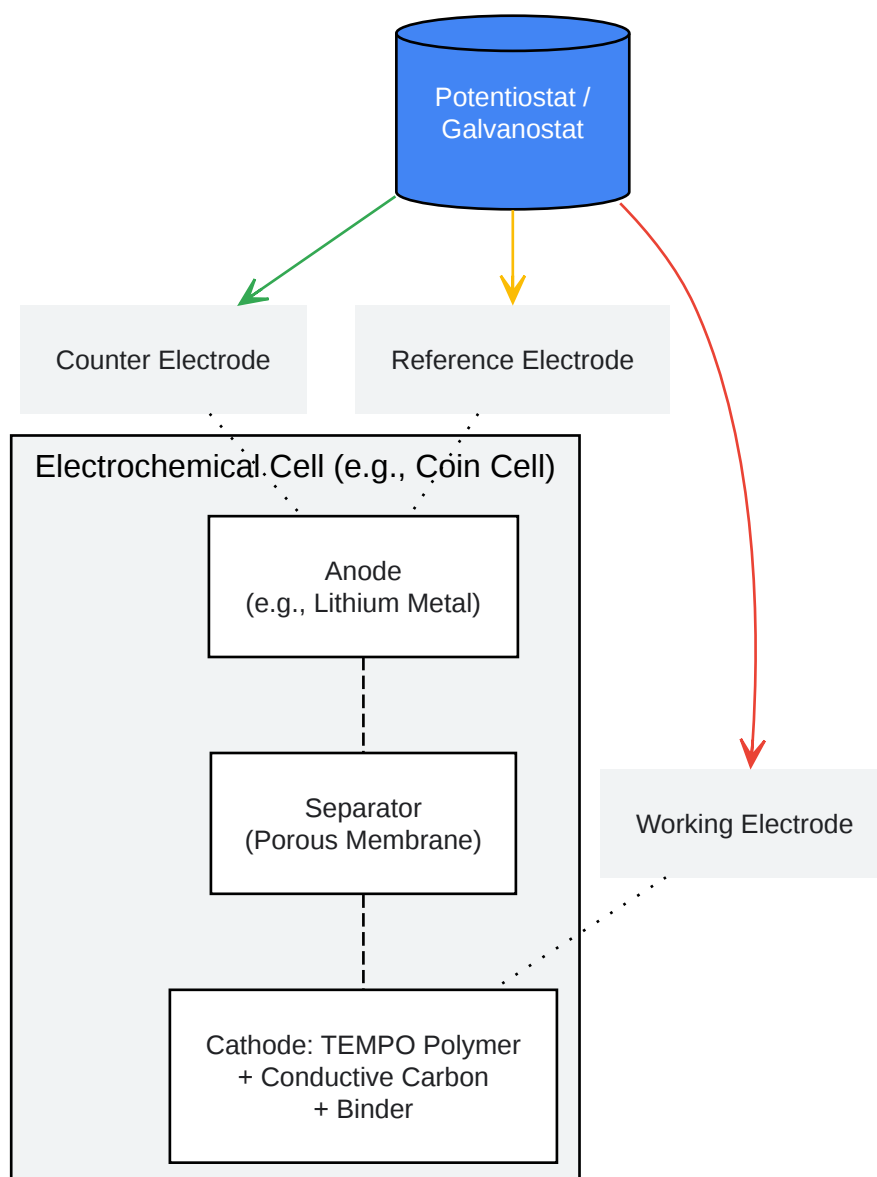 Potentiostat /
Galvanostat
Counter Electrode
Reference Electrode
Electrochemical Cell (e.g., Coin Cell)
Anode
(e.g., Lithium Metal)
Separator
(Porous Membrane)
Working Electrode
Cathode: TEMPO Polymer
+ Conductive Carbon
+ Binder